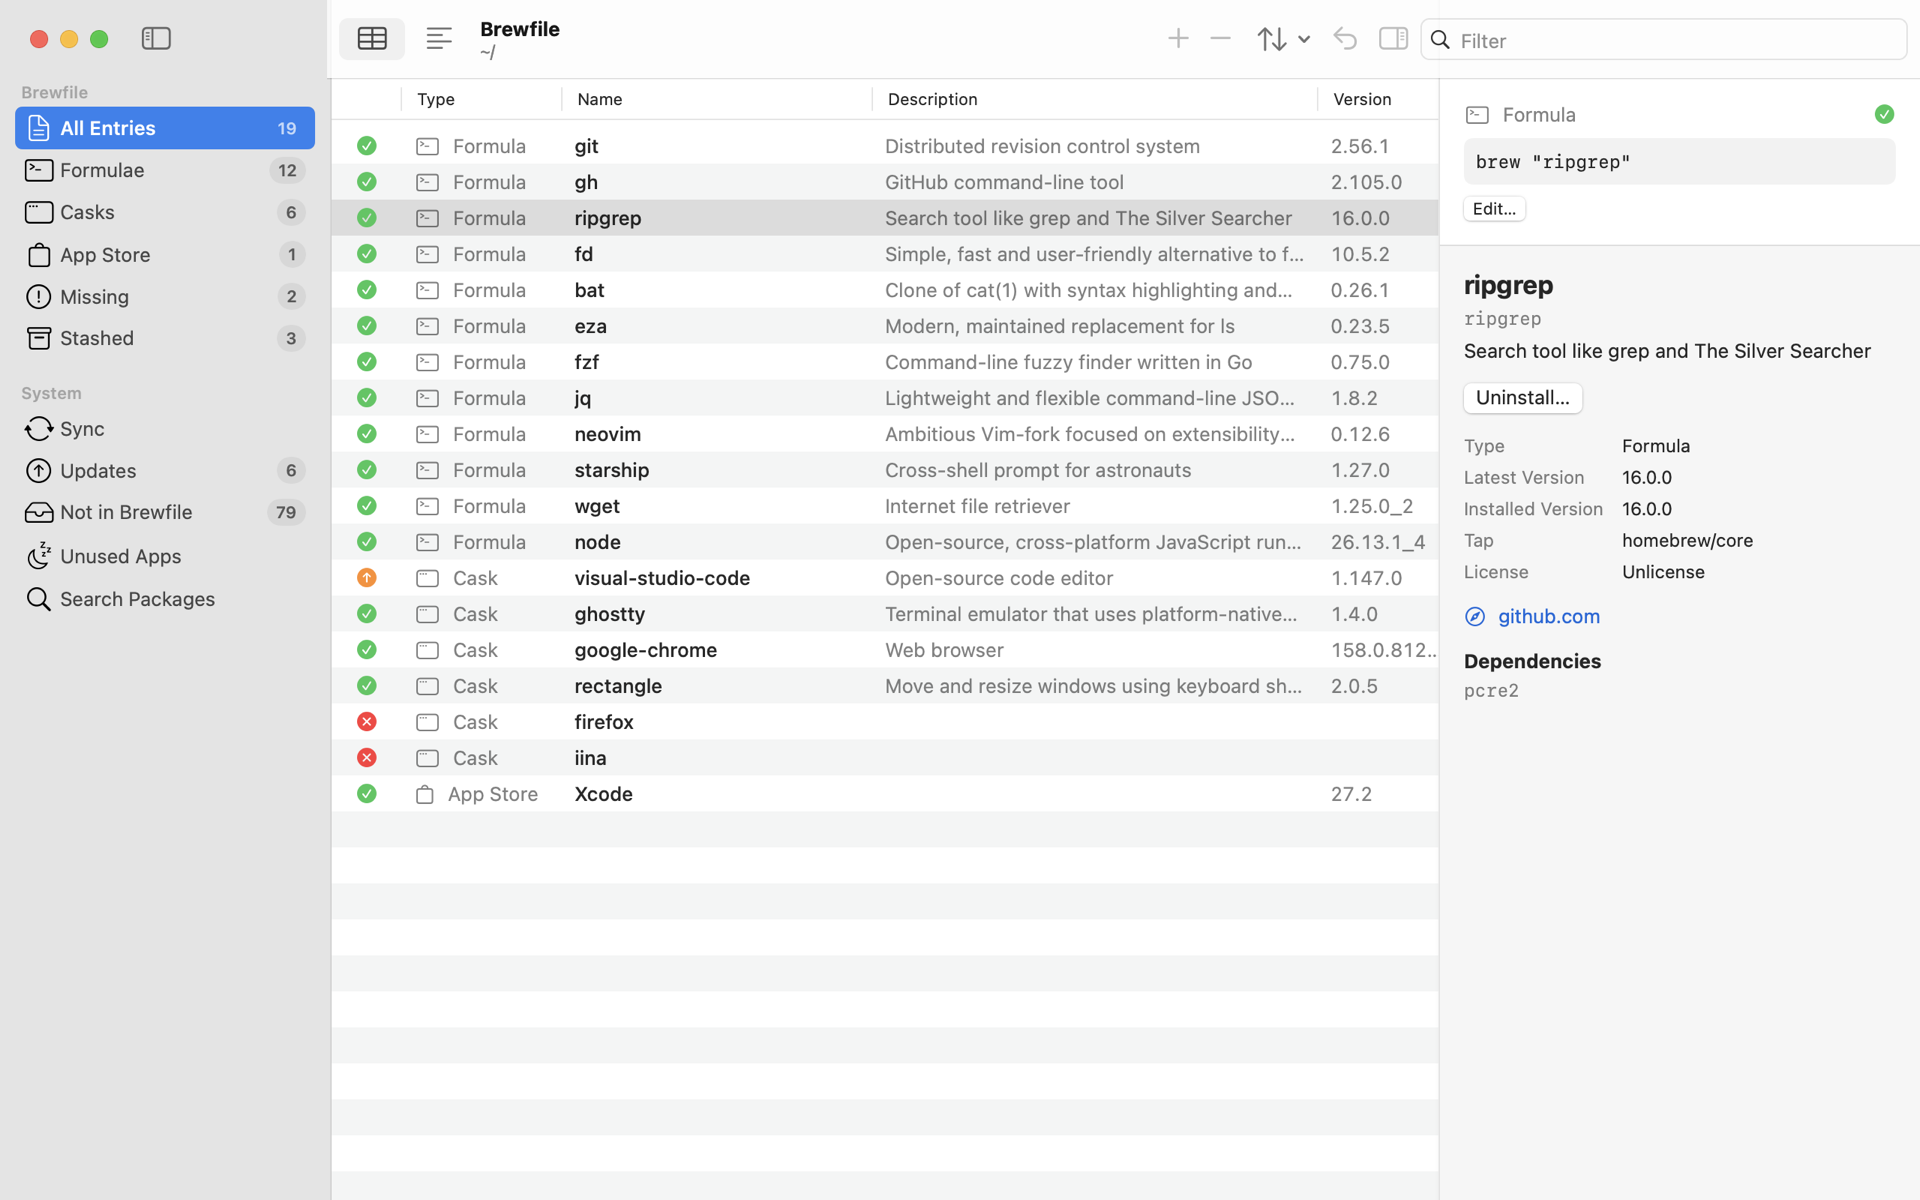 Brewfile
~/
Filter
Brewfile
All Entries 19
Formulae 12
Casks 6
App Store 1
Missing 2
Stashed 3
System
Sync
Updates 6
Not in Brewfile 79
Unused Apps
Search Packages
Type Name Description Version
Formula git Distributed revision control system 2.56.1
Formula gh GitHub command-line tool 2.105.0
Formula ripgrep Search tool like grep and The Silver Searcher 16.0.0
Formula fd Simple, fast and user-friendly alternative to f... 10.5.2
Formula bat Clone of cat(1) with syntax highlighting and... 0.26.1
Formula eza Modern, maintained replacement for ls 0.23.5
Formula fzf Command-line fuzzy finder written in Go 0.75.0
Formula jq Lightweight and flexible command-line JSO... 1.8.2
Formula neovim Ambitious Vim-fork focused on extensibility... 0.12.6
Formula starship Cross-shell prompt for astronauts 1.27.0
Formula wget Internet file retriever 1.25.0_2
Formula node Open-source, cross-platform JavaScript run... 26.13.1_4
Cask visual-studio-code Open-source code editor 1.147.0
Cask ghostty Terminal emulator that uses platform-native... 1.4.0
Cask google-chrome Web browser 158.0.812..
Cask rectangle Move and resize windows using keyboard sh... 2.0.5
Cask firefox
Cask iina
App Store Xcode 27.2
Formula
brew "ripgrep"
Edit...
ripgrep
ripgrep
Search tool like grep and The Silver Searcher
Uninstall...
Type Formula
Latest Version 16.0.0
Installed Version 16.0.0
Tap homebrew/core
License Unlicense
github.com
Dependencies
pcre2